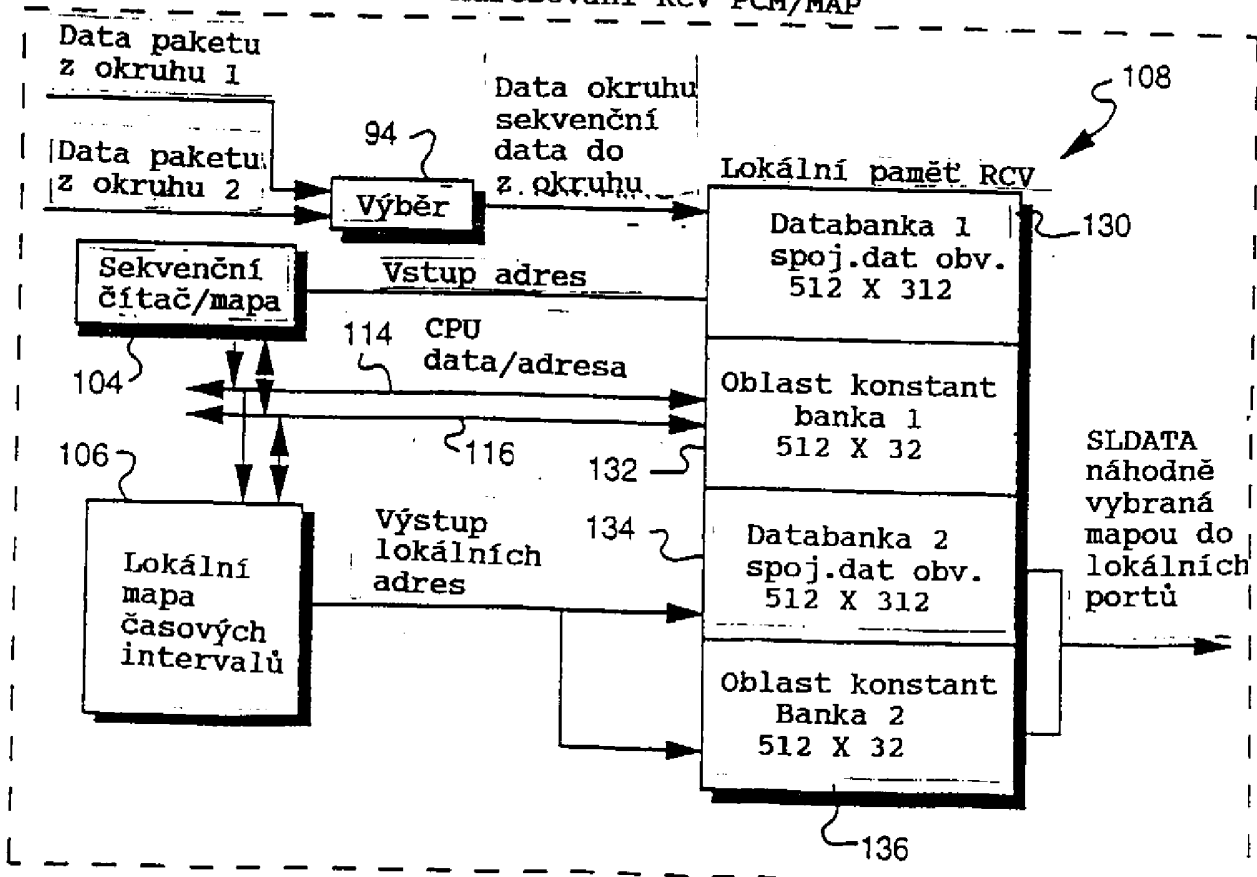 RCV PCM/MAP
Data paketu
z okruhu 1
Data paketu
z okruhu 2
94
Výběr
Data okruhu
sekvenční
data do
z okruhu
108
Lokální paměť RCV
Databanka 1
spoj.dat obv.
512 X 312
130
Sekvenční
čítač/mapa
Vstup adres
104
114
CPU
data/adresa
116
Oblast konstant
banka 1
512 X 32
132
106
Lokální
mapa
časových
intervalů
Výstup
lokálních
adres
134
Databanka 2
spoj.dat obv.
512 X 312
Oblast konstant
Banka 2
512 X 32
136
SLDATA
náhodně
vybraná
mapou do
lokálních
portů